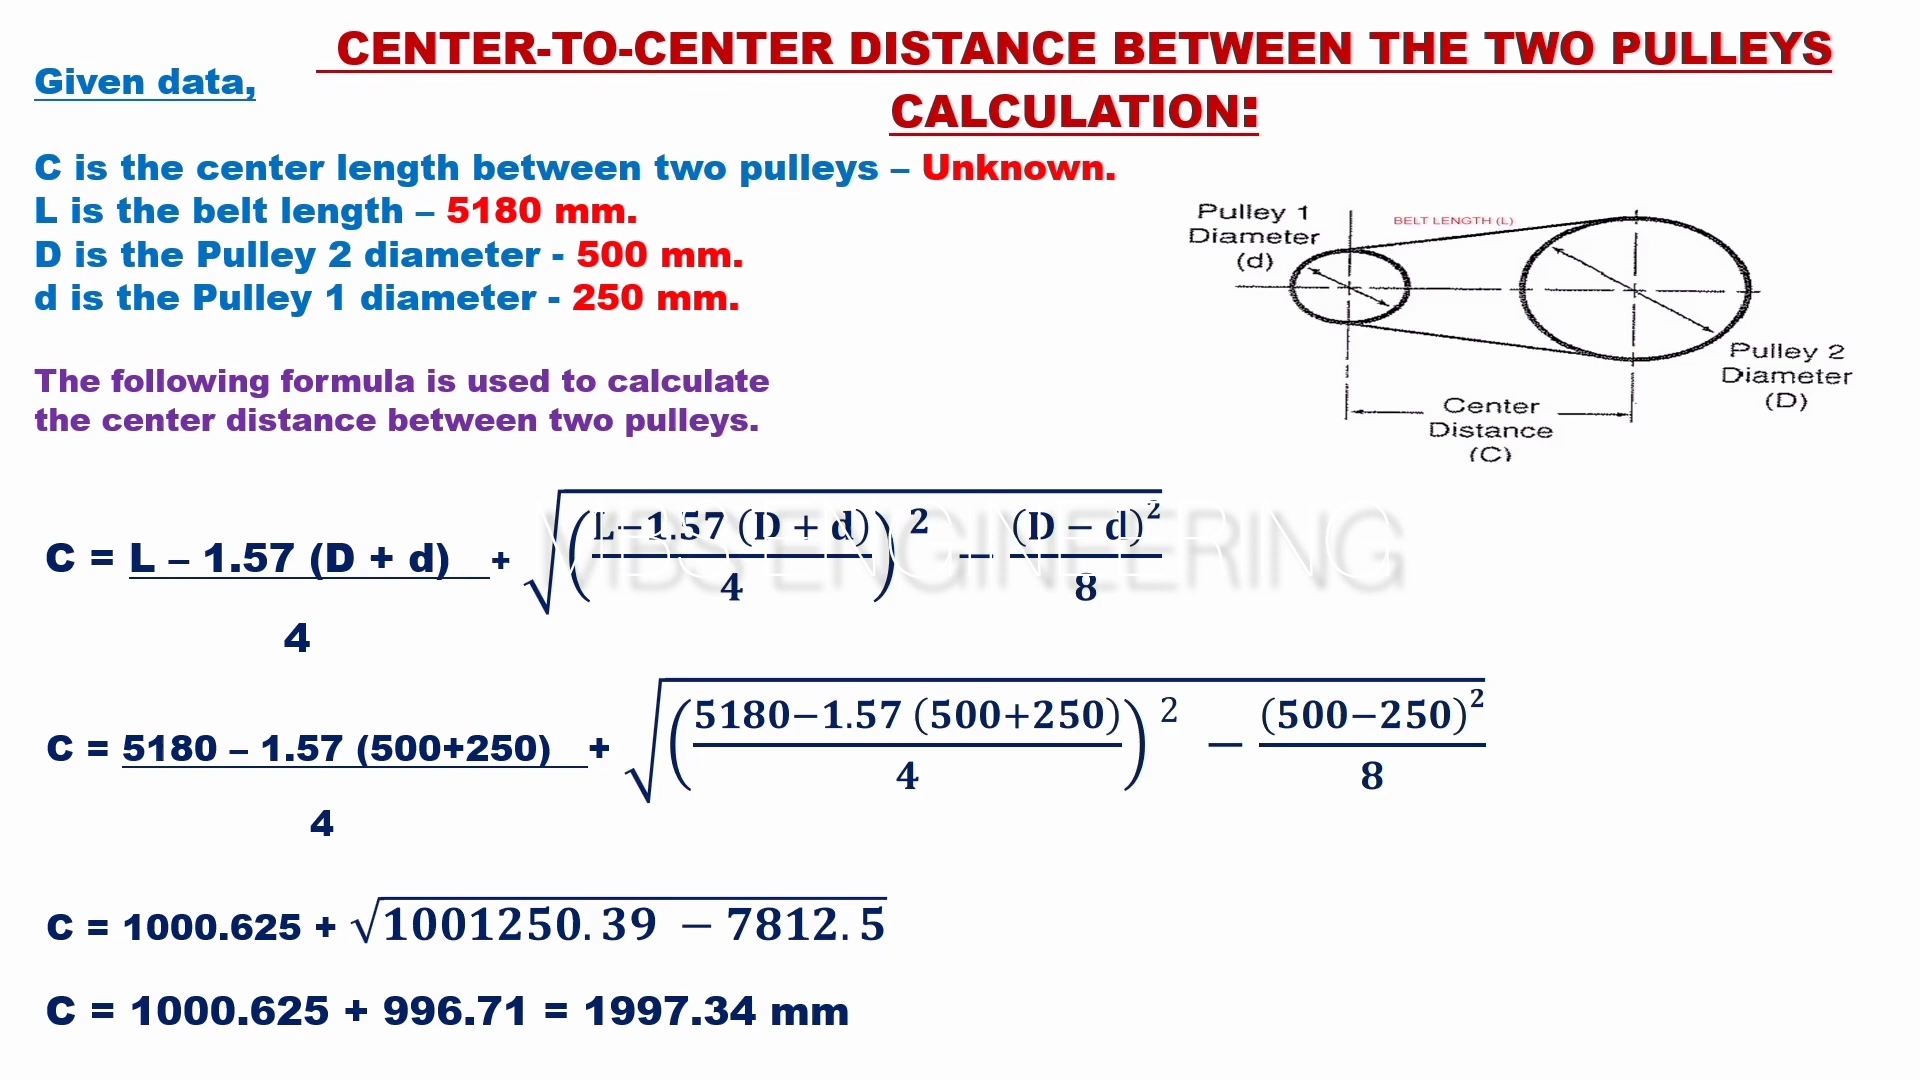 CENTER-TO-CENTER DISTANCE BETWEEN THE TWO PULLEYS
CALCULATION:
Given data,
C is the center length between two pulleys – Unknown.
L is the belt length – 5180 mm.
D is the Pulley 2 diameter - 500 mm.
d is the Pulley 1 diameter - 250 mm.
The following formula is used to calculate
the center distance between two pulleys.
Pulley 1
Diameter
(d)
BELT LENGTH (L)
Pulley 2
Diameter
(D)
Center
Distance
(C)
MBS ENGINEERING
C = L – 1.57 (D + d) + √((L−1.57 (D + d))/4)² − (D − d)²/8
4
C = 5180 – 1.57 (500+250) + √((5180−1.57 (500+250))/4)² − (500−250)²/8
4
C = 1000.625 + √1001250.39 − 7812.5
C = 1000.625 + 996.71 = 1997.34 mm